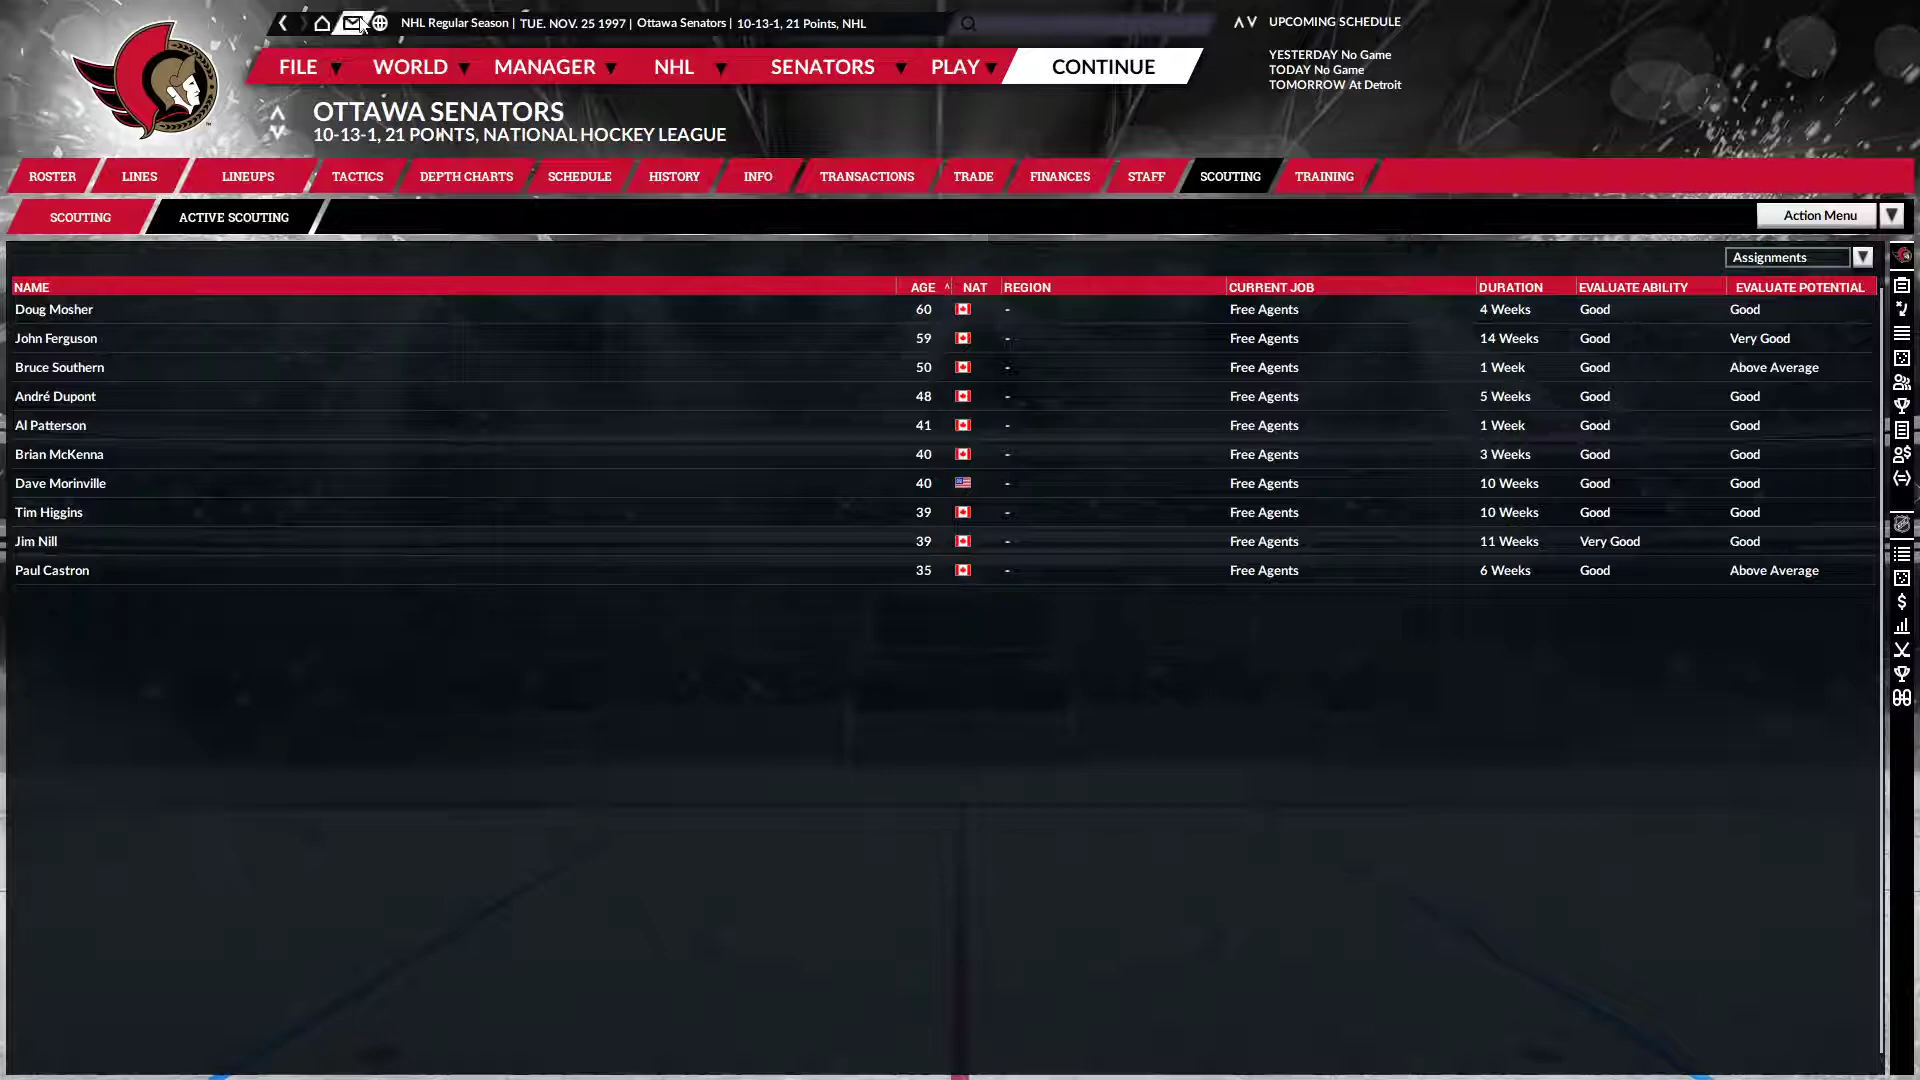 NHL Regular Season | TUE. NOV. 25 1997 | Ottawa Senators | 10-13-1, 21 Points, NHL
UPCOMING SCHEDULE
YESTERDAY No Game
TODAY No Game
TOMORROW At Detroit
FILE WORLD MANAGER NHL SENATORS PLAY CONTINUE
OTTAWA SENATORS
10-13-1, 21 POINTS, NATIONAL HOCKEY LEAGUE
ROSTER LINES LINEUPS TACTICS DEPTH CHARTS SCHEDULE HISTORY INFO TRANSACTIONS TRADE FINANCES STAFF SCOUTING TRAINING
SCOUTING ACTIVE SCOUTING Action Menu
Assignments
NAME AGE NAT REGION CURRENT JOB DURATION EVALUATE ABILITY EVALUATE POTENTIAL
Doug Mosher 60 - Free Agents 4 Weeks Good Good
John Ferguson 59 - Free Agents 14 Weeks Good Very Good
Bruce Southern 50 - Free Agents 1 Week Good Above Average
André Dupont 48 - Free Agents 5 Weeks Good Good
Al Patterson 41 - Free Agents 1 Week Good Good
Brian McKenna 40 - Free Agents 3 Weeks Good Good
Dave Morinville 40 - Free Agents 10 Weeks Good Good
Tim Higgins 39 - Free Agents 10 Weeks Good Good
Jim Nill 39 - Free Agents 11 Weeks Very Good Good
Paul Castron 35 - Free Agents 6 Weeks Good Above Average